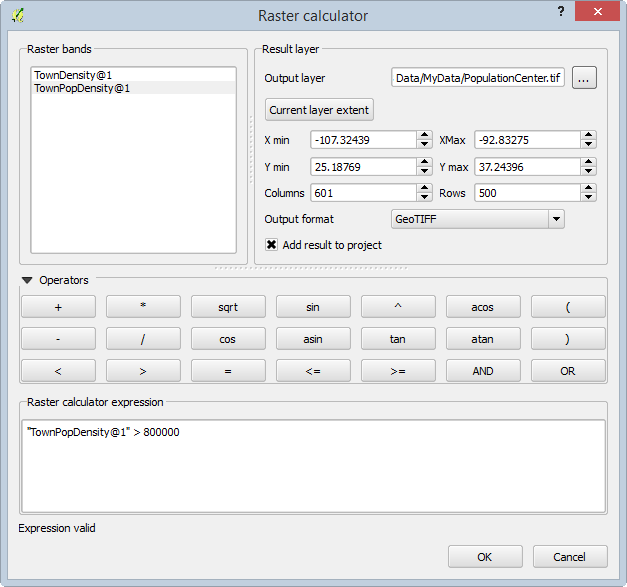 Raster calculator
?
Raster bands
TownDensity@1
TownPopDensity@1
Result layer
Output layer Data/MyData/PopulationCenter.tif ...
Current layer extent
X min -107.32439 XMax -92.83275
Y min 25.18769 Y max 37.24396
Columns 601 Rows 500
Output format GeoTIFF
Add result to project
Operators
+ * sqrt sin ^ acos (
- / cos asin tan atan )
< > = <= >= AND OR
Raster calculator expression
"TownPopDensity@1" > 800000
Expression valid
OK Cancel